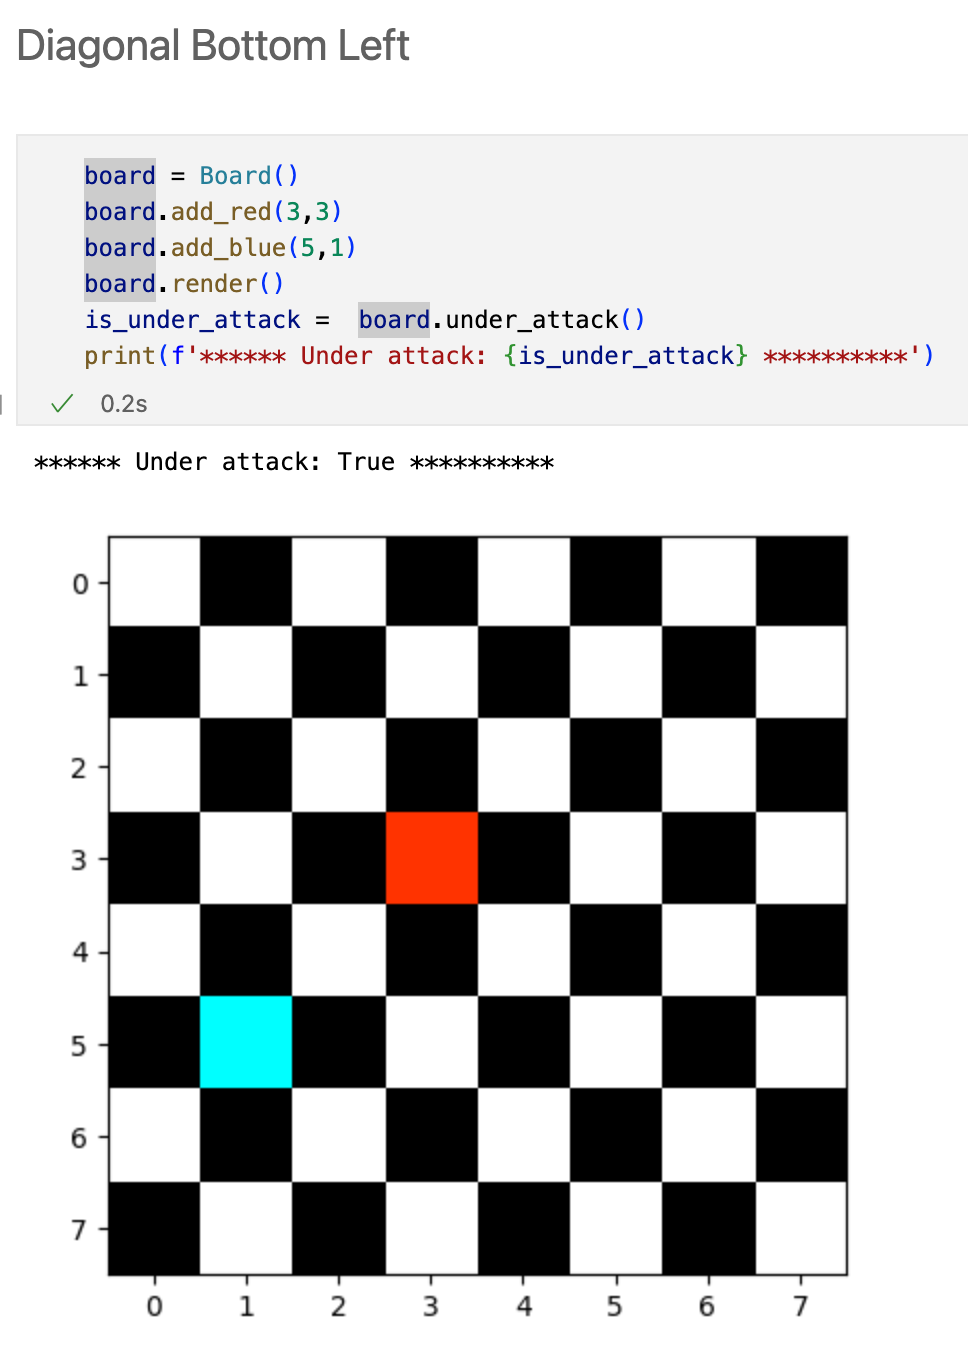 Diagonal Bottom Left
board = Board()
board.add_red(3,3)
board.add_blue(5,1)
board.render()
is_under_attack =  board.under_attack()
print(f'****** Under attack: {is_under_attack} **********')
0.2s
****** Under attack: True **********
0
1
2
3
4
5
6
7
0 1 2 3 4 5 6 7